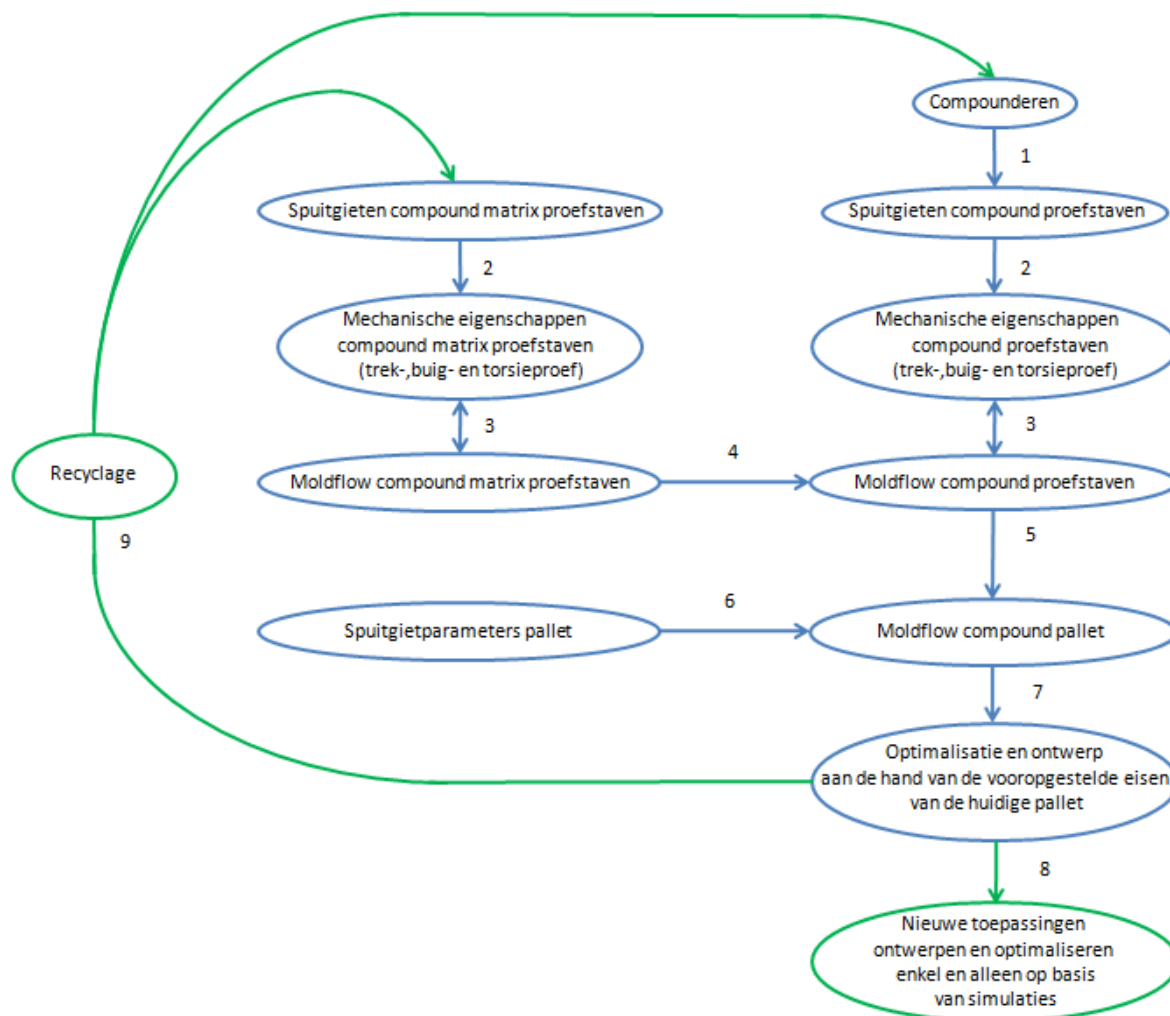 Compounderen
1
Spuitgieten compound matrix proefstaven
Spuitgieten compound proefstaven
2
2
Mechanische eigenschappen
compound matrix proefstaven
(trek-,buig- en torsieproef)
Mechanische eigenschappen
compound proefstaven
(trek-,buig- en torsieproef)
3
3
Recyclage
Moldflow compound matrix proefstaven
4
Moldflow compound proefstaven
9
5
Spuitgietparameters pallet
6
Moldflow compound pallet
7
Optimalisatie en ontwerp
aan de hand van de vooropgestelde eisen
van de huidige pallet
8
Nieuwe toepassingen
ontwerpen en optimaliseren
enkel en alleen op basis
van simulaties